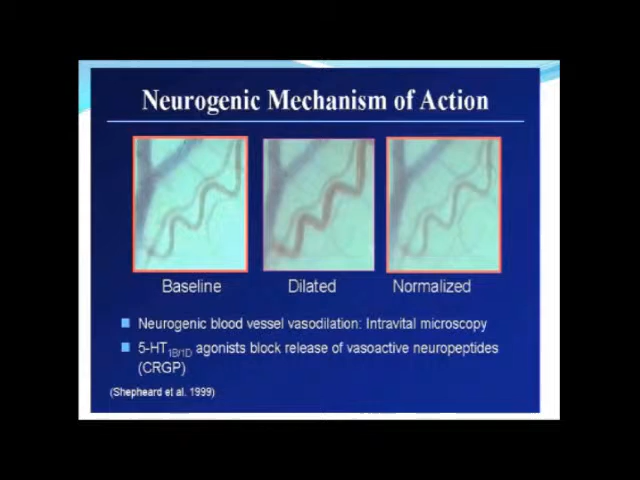 Neurogenic Mechanism of Action
Baseline
Dilated
Normalized
Neurogenic blood vessel vasodilation: Intravital microscopy
5-HT1B/1D agonists block release of vasoactive neuropeptides
(CRGP)
(Shepheard et al. 1999)